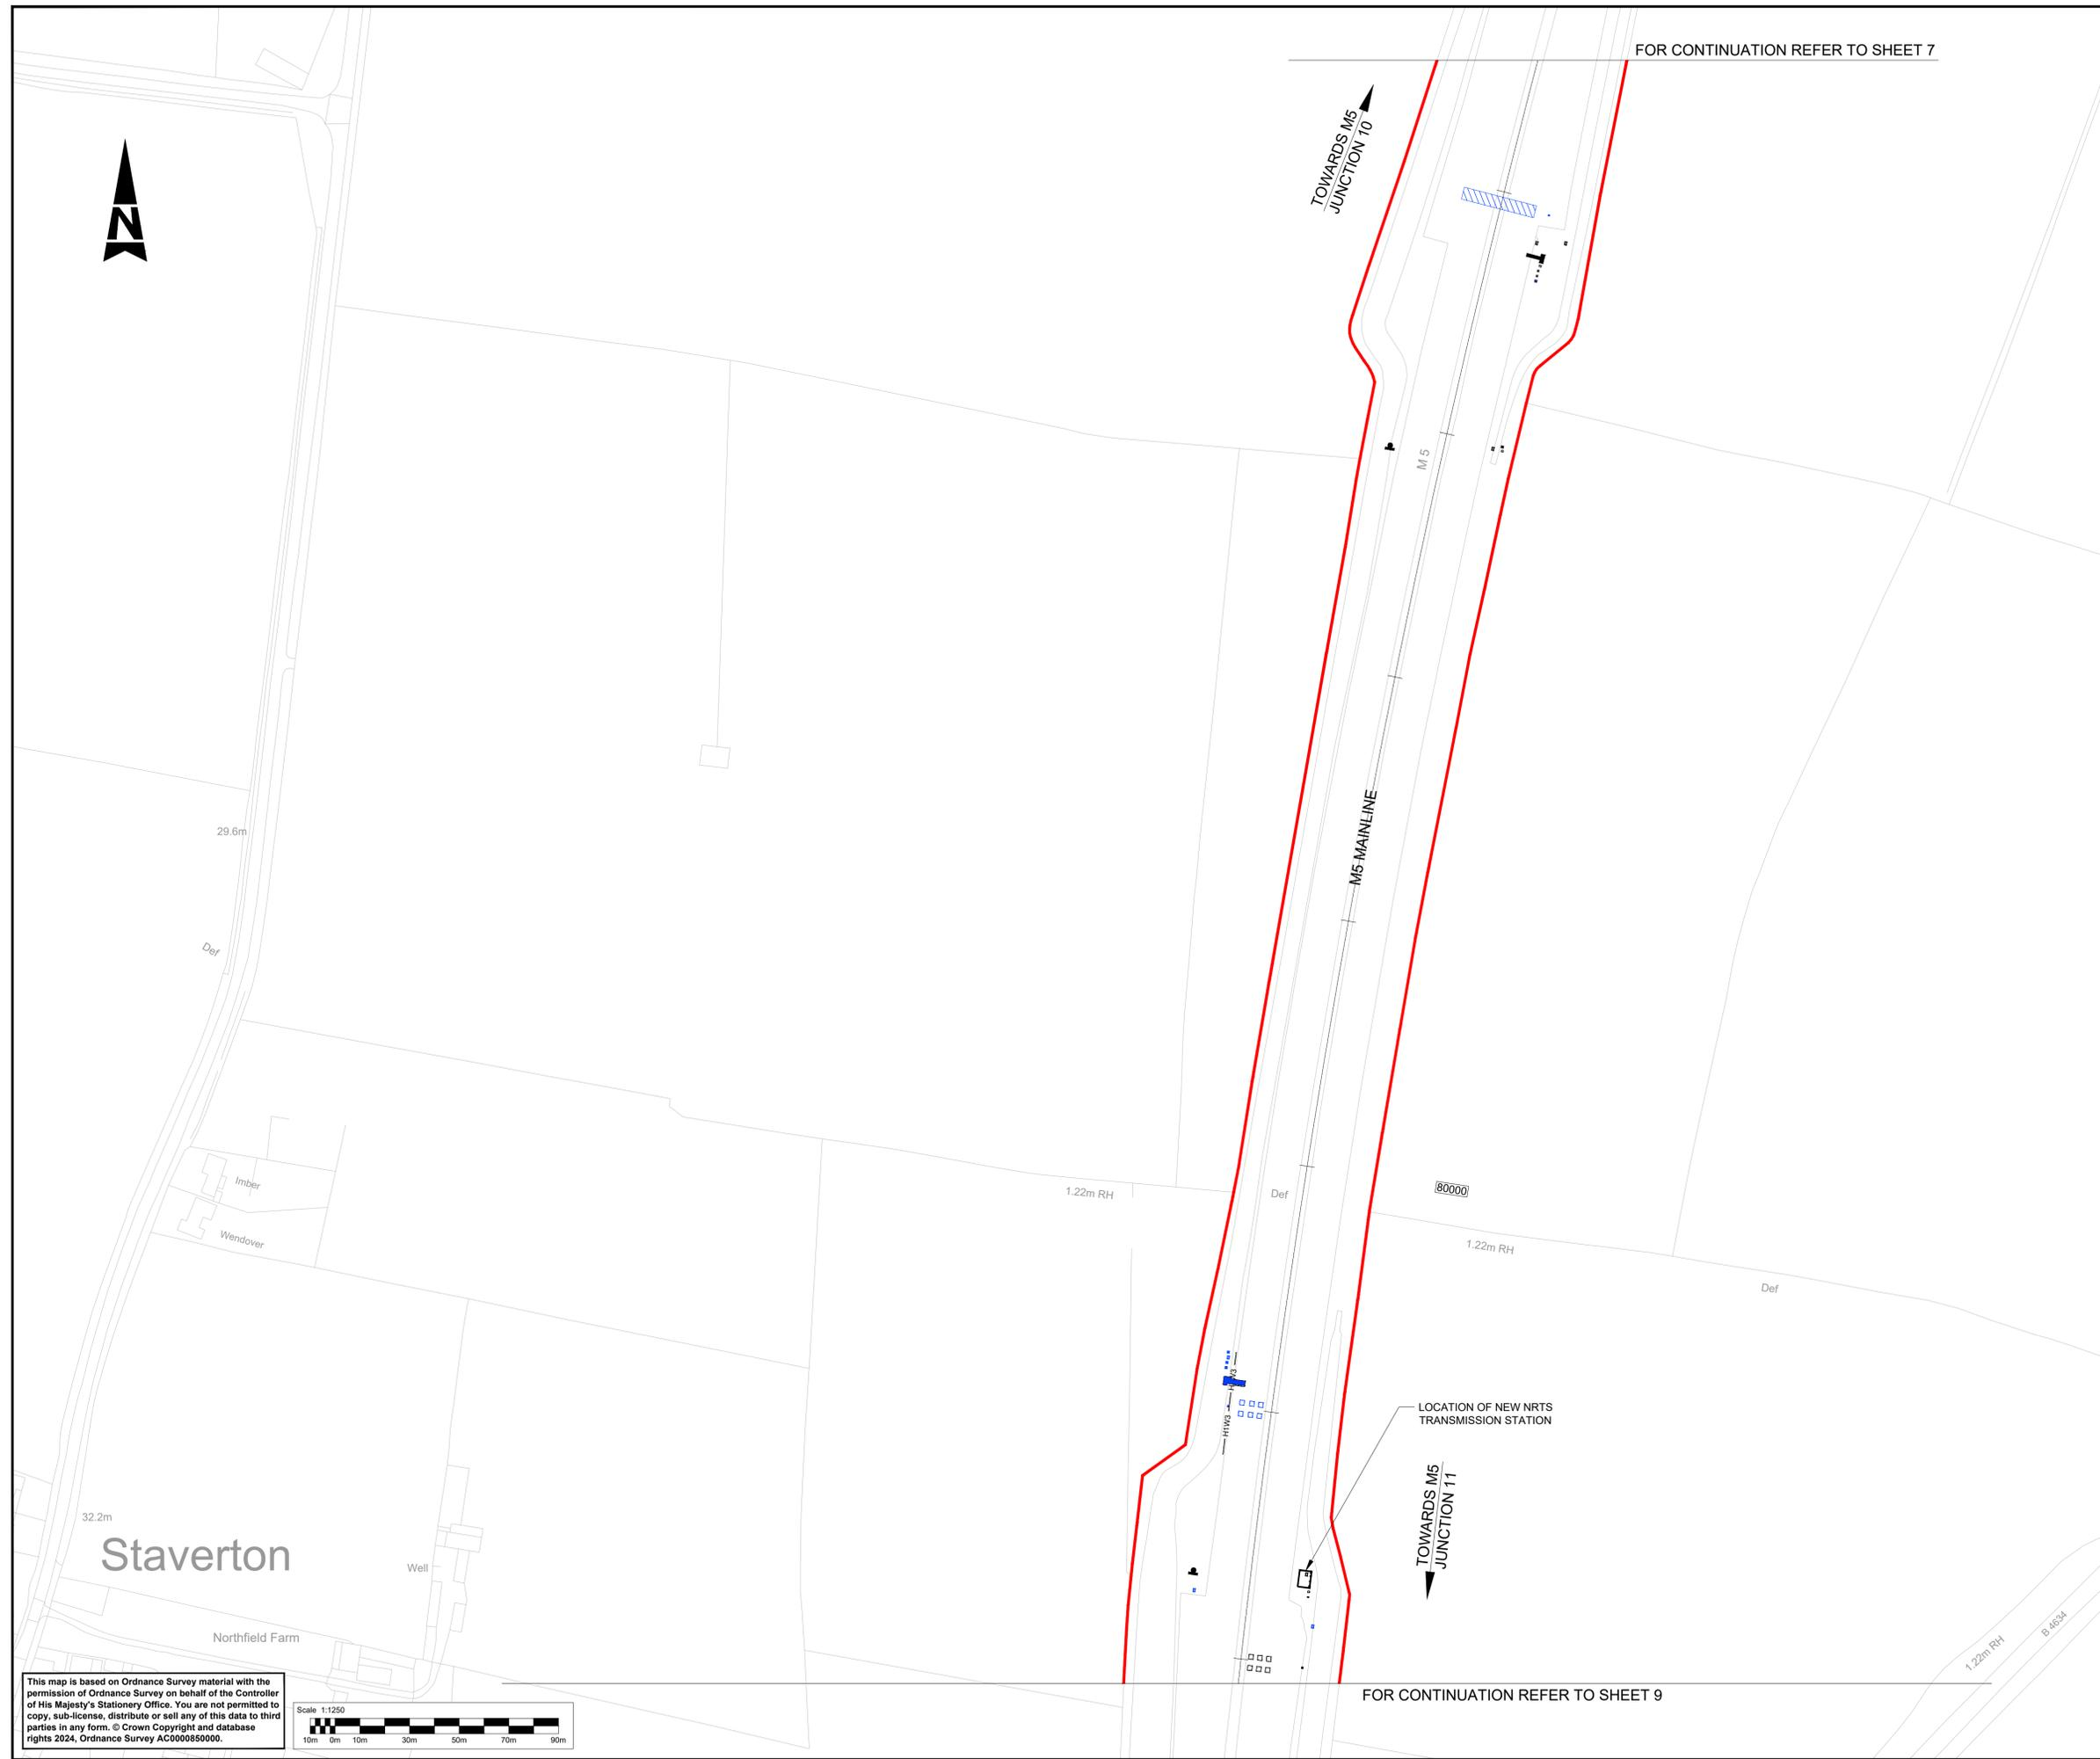 FOR CONTINUATION REFER TO SHEET 7
TOWARDS M5
JUNCTION 10
N
M 5
M5 MAINLINE
29.6m
Def
Imber
Wendover
1.22m RH
Def
80000
1.22m RH
Def
H1W3
H1W3
LOCATION OF NEW NRTS
TRANSMISSION STATION
TOWARDS M5
JUNCTION 11
32.2m
Staverton
Well
Northfield Farm
B 4634
1.22m RH
FOR CONTINUATION REFER TO SHEET 9
This map is based on Ordnance Survey material with the
permission of Ordnance Survey on behalf of the Controller
of His Majesty's Stationery Office. You are not permitted to
copy, sub-license, distribute or sell any of this data to third
parties in any form. © Crown Copyright and database
rights 2024, Ordnance Survey AC0000850000.
Scale 1:1250
10m 0m 10m 30m 50m 70m 90m